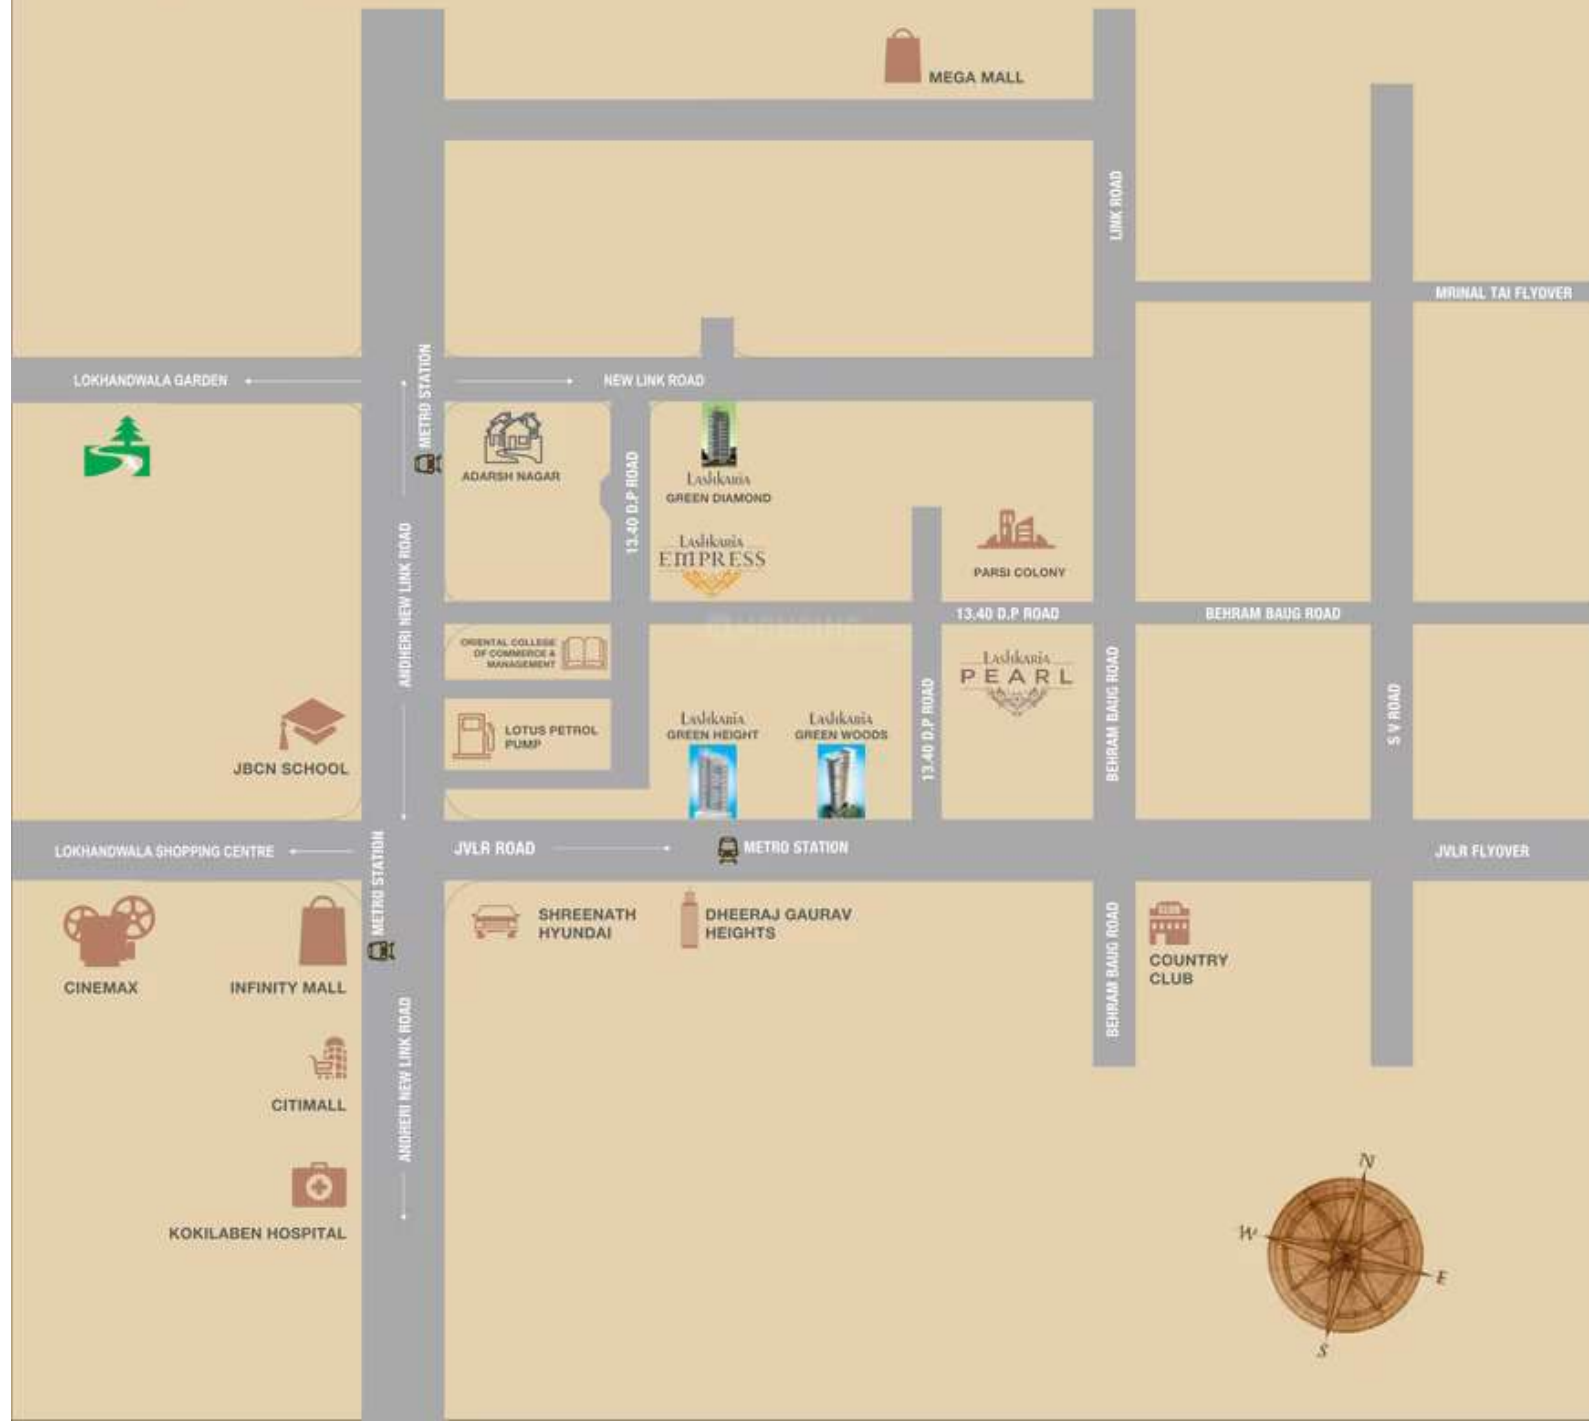 MEGA MALL
LINK ROAD
MRINAL TAI FLYOVER
LOKHANDWALA GARDEN
METRO STATION
NEW LINK ROAD
ADARSH NAGAR
13.40 D.P ROAD
Lashkaria
GREEN DIAMOND
Lashkaria
EMPRESS
PARSI COLONY
ANDHERI NEW LINK ROAD
13.40 D.P ROAD
BEHRAM BAUG ROAD
ORIENTAL COLLEGE
OF COMMERCE &
MANAGEMENT
Lashkaria
PEARL
BEHRAM BAUG ROAD
S V ROAD
LOTUS PETROL
PUMP
Lashkaria
GREEN HEIGHT
Lashkaria
GREEN WOODS
13.40 D.P ROAD
JBCN SCHOOL
LOKHANDWALA SHOPPING CENTRE
METRO STATION
JVLR ROAD
METRO STATION
JVLR FLYOVER
CINEMAX
INFINITY MALL
SHREENATH
HYUNDAI
DHEERAJ GAURAV
HEIGHTS
BEHRAM BAUG ROAD
COUNTRY
CLUB
CLUB
ANDHERI NEW LINK ROAD
CITIMALL
KOKILABEN HOSPITAL
N
W
E
S